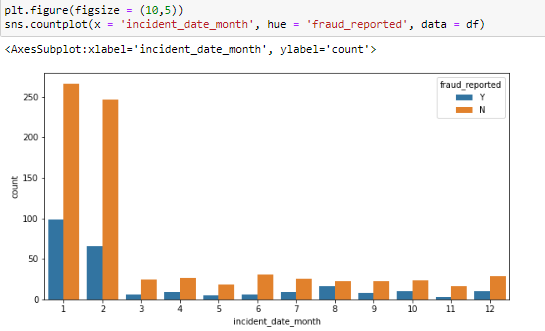 plt.figure(figsize = (10,5))
sns.countplot(x = 'incident_date_month', hue = 'fraud_reported', data = df)
<AxesSubplot:xlabel='incident_date_month', ylabel='count'>
fraud_reported
Y
N
250
200
150
100
50
0
count
1 2 3 4 5 6 7 8 9 10 11 12
incident_date_month